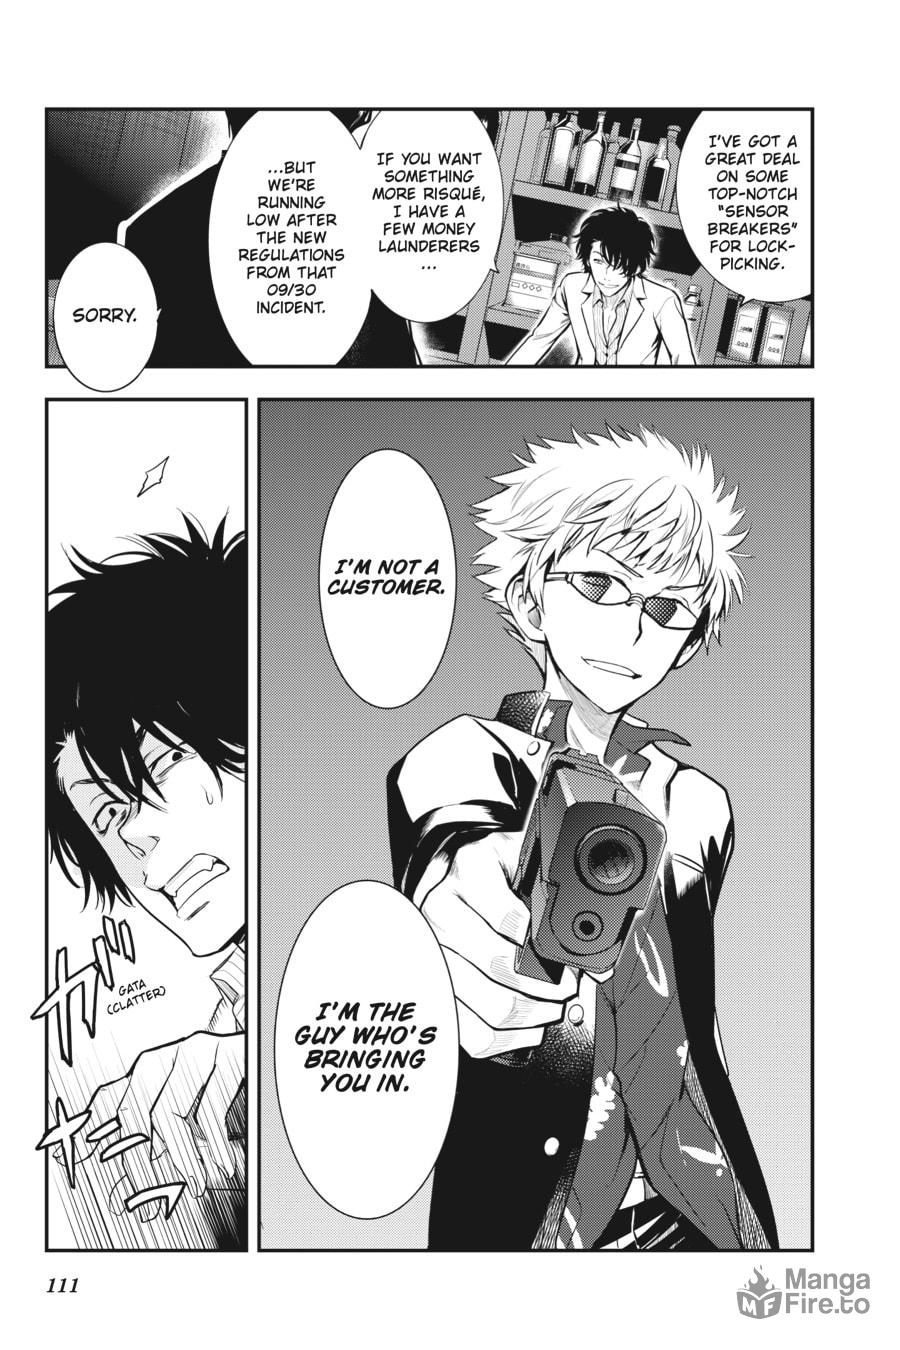 I'VE GOT A
GREAT DEAL
ON SOME
TOP-NOTCH
"SENSOR
BREAKERS"
FOR LOCK-
PICKING.
IF YOU WANT
SOMETHING
MORE RISQUÉ,
I HAVE A
FEW MONEY
LAUNDERERS
...
...BUT
WE'RE
RUNNING
LOW AFTER
THE NEW
REGULATIONS
FROM THAT
09/30
INCIDENT.
SORRY.
I'M NOT A
CUSTOMER.
I'M THE
GUY WHO'S
BRINGING
YOU IN.
ガタ
GATA
(CLATTER)
111
Manga
Fire.to
MF